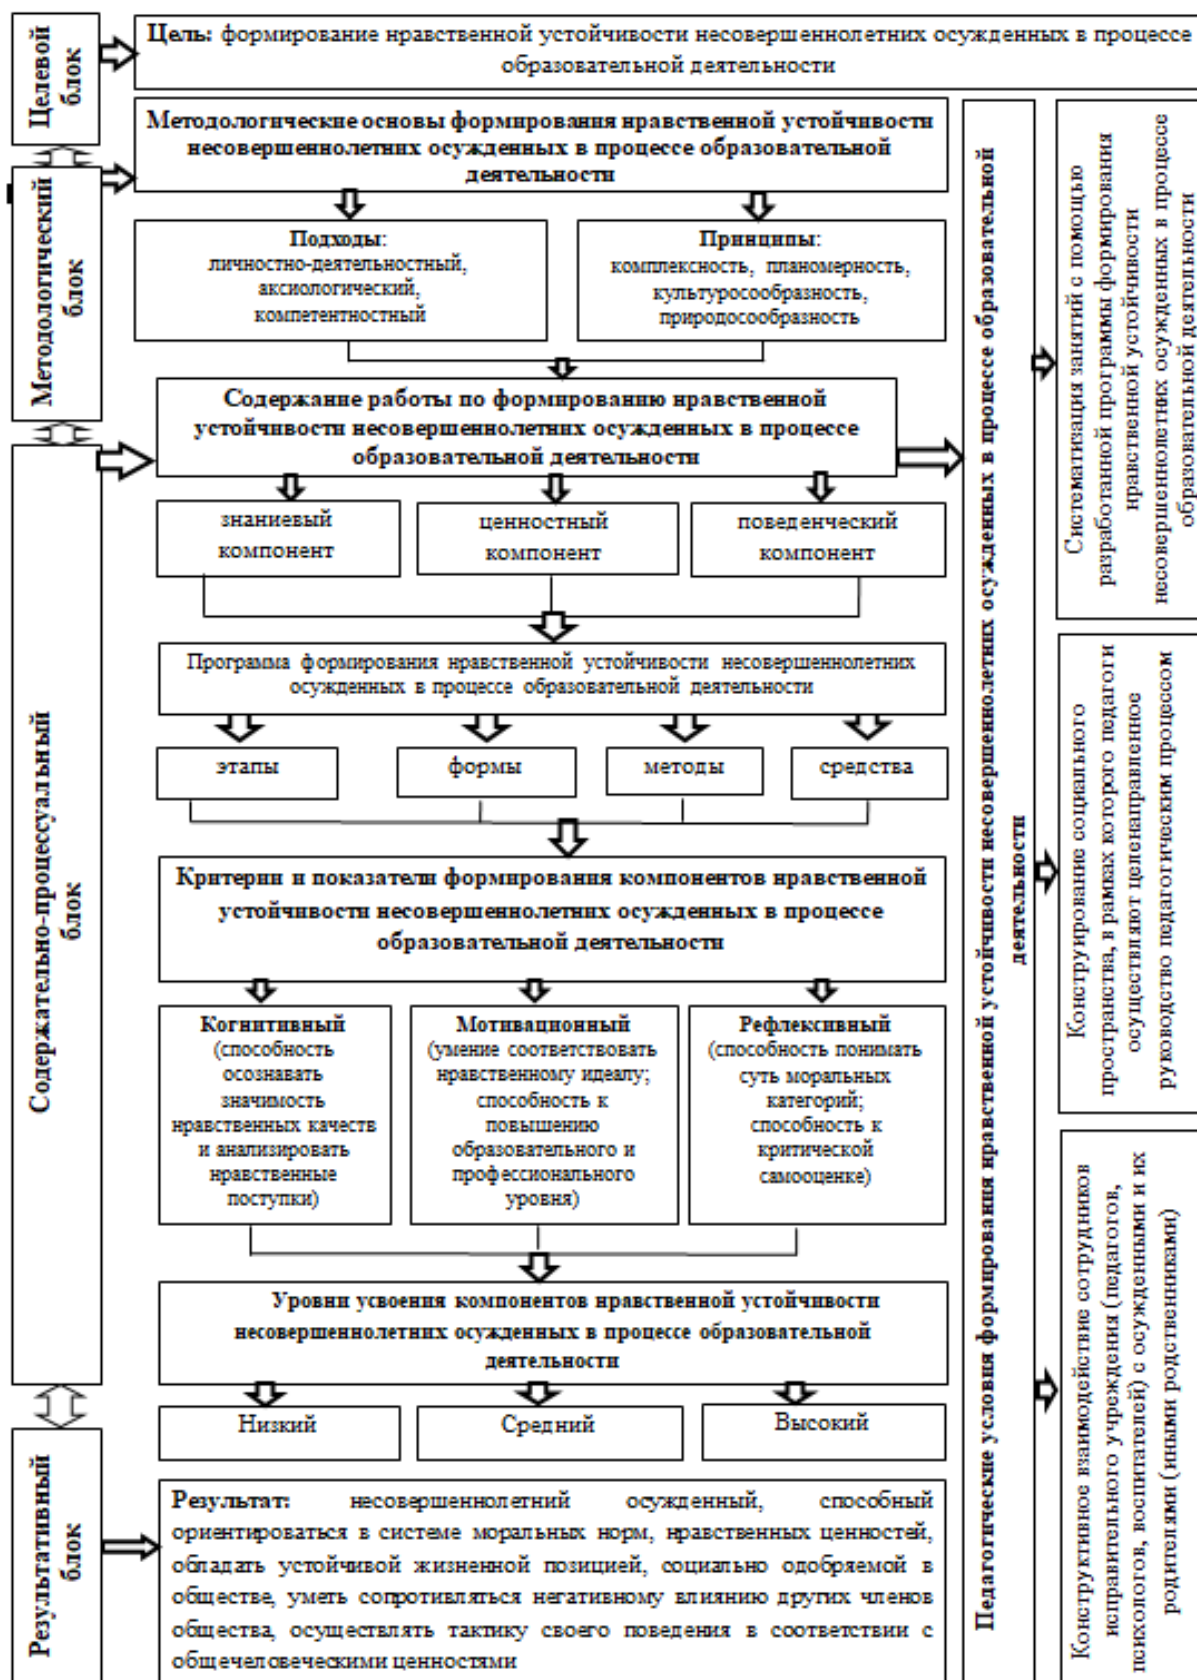 Целевой
блок
Цель: формирование нравственной устойчивости несовершеннолетних осужденных в процессе
образовательной деятельности
Методологический
блок
Методологические основы формирования нравственной устойчивости
несовершеннолетних осужденных в процессе образовательной
деятельности
Подходы:
личностно-деятельностный,
аксиологический,
компетентностный
Принципы:
комплексность, планомерность,
культуросообразность,
природосообразность
Содержательно-процессуальный
блок
Содержание работы по формированию нравственной
устойчивости несовершеннолетних осужденных в процессе
образовательной деятельности
знаниевый
компонент
ценностный
компонент
поведенческий
компонент
Программа формирования нравственной устойчивости несовершеннолетних
осужденных в процессе образовательной деятельности
этапы
формы
методы
средства
Критерии и показатели формирования компонентов нравственной
устойчивости несовершеннолетних осужденных в процессе
образовательной деятельности
Когнитивный
(способность
осознавать
значимость
нравственных качеств
и анализировать
нравственные
поступки)
Мотивационный
(умение соответствовать
нравственному идеалу;
способность к
повышению
образовательного и
профессионального
уровня)
Рефлексивный
(способность понимать
суть моральных
категорий;
способность к
критической
самооценке)
Уровни усвоения компонентов нравственной устойчивости
несовершеннолетних осужденных в процессе образовательной
деятельности
Низкий
Средний
Высокий
Результативный
блок
Результат: несовершеннолетний осужденный, способный
ориентироваться в системе моральных норм, нравственных ценностей,
обладать устойчивой жизненной позицией, социально одобряемой в
обществе, уметь сопротивляться негативному влиянию других членов
общества, осуществлять тактику своего поведения в соответствии с
общечеловеческими ценностями
Педагогические условия формирования нравственной устойчивости несовершеннолетних осужденных в процессе образовательной
деятельности
Систематизация занятий с помощью
разработанной программы формирования
нравственной устойчивости
несовершеннолетних осужденных в процессе
образовательной деятельности
Конструирование социального
пространства, в рамках которого педагоги
осуществляют целенаправленное
руководство педагогическим процессом
Конструктивное взаимодействие сотрудников
исправительного учреждения (педагогов,
психологов, воспитателей) с осужденными и их
родителями (иными родственниками)